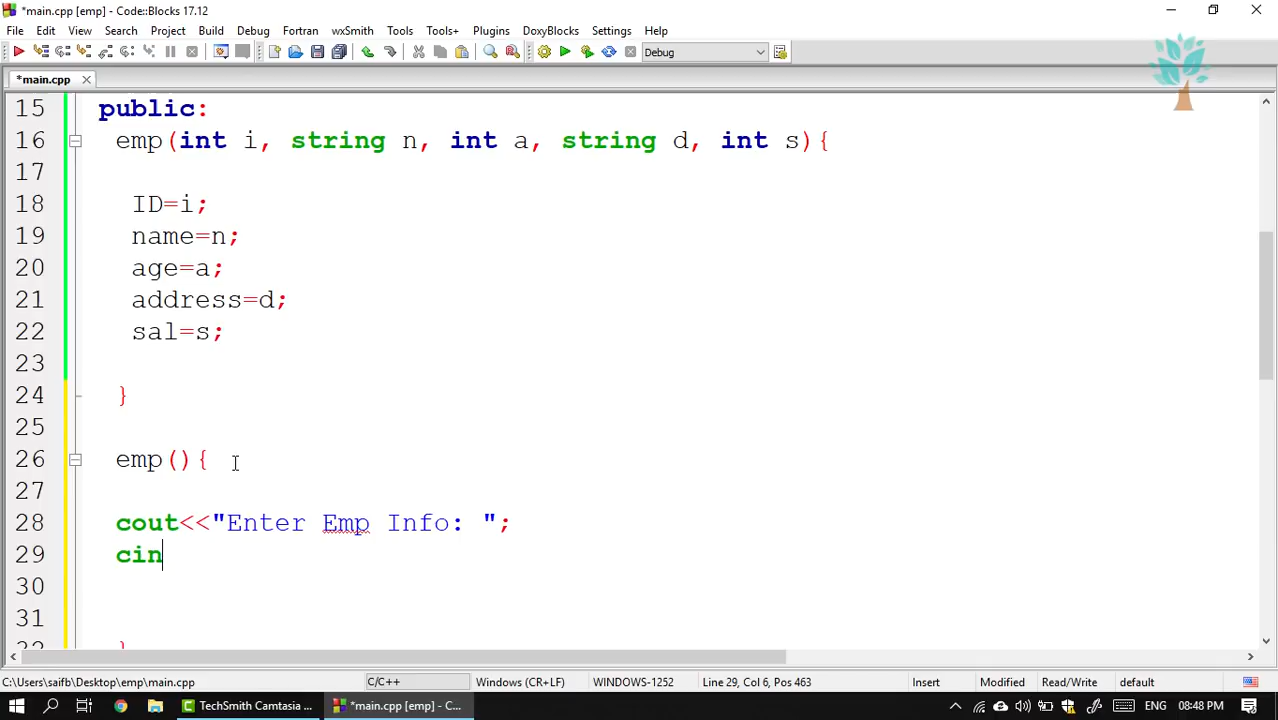 *main.cpp [emp] - Code::Blocks 17.12
File Edit View Search Project Build Debug Fortran wxSmith Tools Tools+ Plugins DoxyBlocks Settings Help
Debug
*main.cpp
15 public:
16 emp(int i, string n, int a, string d, int s){
17
18 ID=i;
19 name=n;
20 age=a;
21 address=d;
22 sal=s;
23
24 }
25
26 emp(){
27
28 cout<<"Enter Emp Info: ";
29 cin
30
31
32 }
C:\Users\saifb\Desktop\emp\main.cpp C/C++ Windows (CR+LF) WINDOWS-1252 Line 29, Col 6, Pos 463 Insert Modified Read/Write default
TechSmith Camtasia ... *main.cpp [emp] - C... ENG 08:48 PM